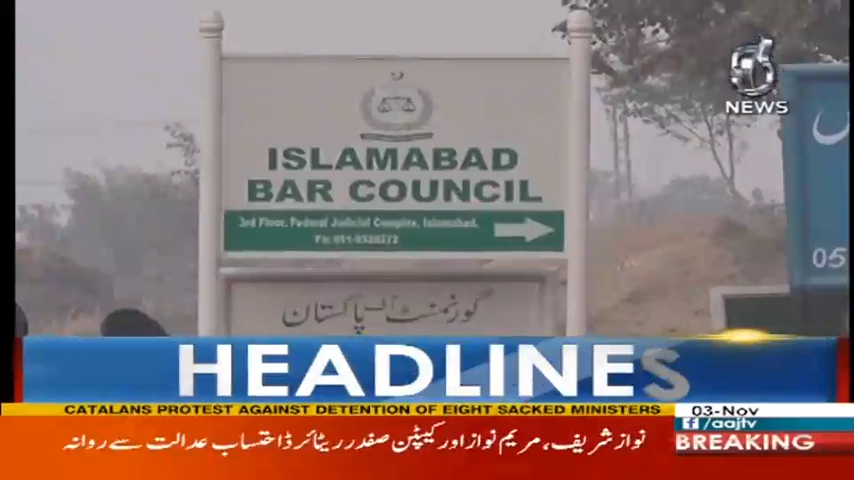 NEWS
ISLAMABAD
BAR COUNCIL
3rd Floor, Federal Judicial Complex, Islamabad.
گورنمنٹ آف پاکستان
05
HEADLINES
CATALANS PROTEST AGAINST DETENTION OF EIGHT SACKED MINISTERS
03-Nov
/aajtv
BREAKING
نواز شریف، مریم نواز اور کیپٹن صفدر ریٹائرڈ احتساب عدالت سے روانہ